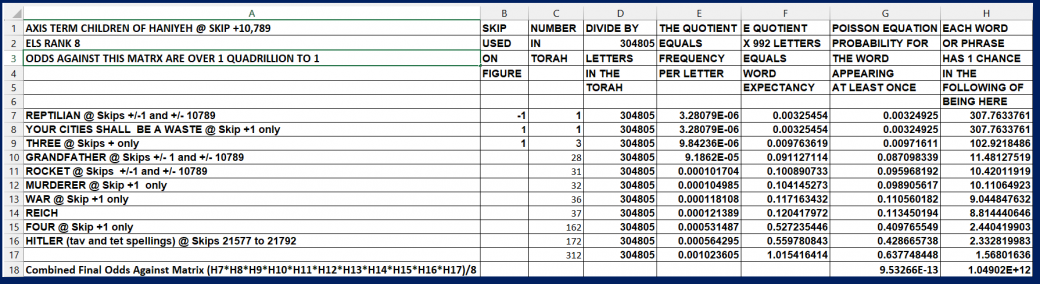 A B C D E F G H
1 AXIS TERM CHILDREN OF HANIYEH @ SKIP +10,789 SKIP NUMBER DIVIDE BY THE QUOTIENT E QUOTIENT POISSON EQUATION EACH WORD
2 ELS RANK 8 USED IN 304805 EQUALS X 992 LETTERS PROBABILITY FOR OR PHRASE
3 ODDS AGAINST THIS MATRX ARE OVER 1 QUADRILLION TO 1 ON TORAH LETTERS FREQUENCY EQUALS THE WORD HAS 1 CHANCE
4 FIGURE IN THE PER LETTER WORD APPEARING IN THE
5 TORAH EXPECTANCY AT LEAST ONCE FOLLOWING OF
6 BEING HERE
7 REPTILIAN @ Skips +/-1 and +/- 10789 -1 1 304805 3.28079E-06 0.00325454 0.00324925 307.7633761
8 YOUR CITIES SHALL BE A WASTE @ Skip +1 only 1 1 304805 3.28079E-06 0.00325454 0.00324925 307.7633761
9 THREE @ Skips + only 1 3 304805 9.84236E-06 0.009763619 0.00971611 102.9218486
10 GRANDFATHER @ Skips +/- 1 and +/- 10789 28 304805 9.1862E-05 0.091127114 0.087098339 11.48127519
11 ROCKET @ Skips +/-1 and +/- 10789 31 304805 0.000101704 0.100890733 0.095968192 10.42011919
12 MURDERER @ Skip +1 only 32 304805 0.000104985 0.104145273 0.098905617 10.11064923
13 WAR @ Skip +1 only 36 304805 0.000118108 0.117163432 0.110560182 9.044847632
14 REICH 37 304805 0.000121389 0.120417972 0.113450194 8.814440646
15 FOUR @ Skip +1 only 162 304805 0.000531487 0.527235446 0.409765549 2.440419903
16 HITLER (tav and tet spellings) @ Skips 21577 to 21792 172 304805 0.000564295 0.559780843 0.428665738 2.332819983
17 312 304805 0.001023605 1.015416414 0.637748448 1.56801636
18 Combined Final Odds Against Matrix (H7*H8*H9*H10*H11*H12*H13*H14*H15*H16*H17)/8 9.53266E-13 1.04902E+12